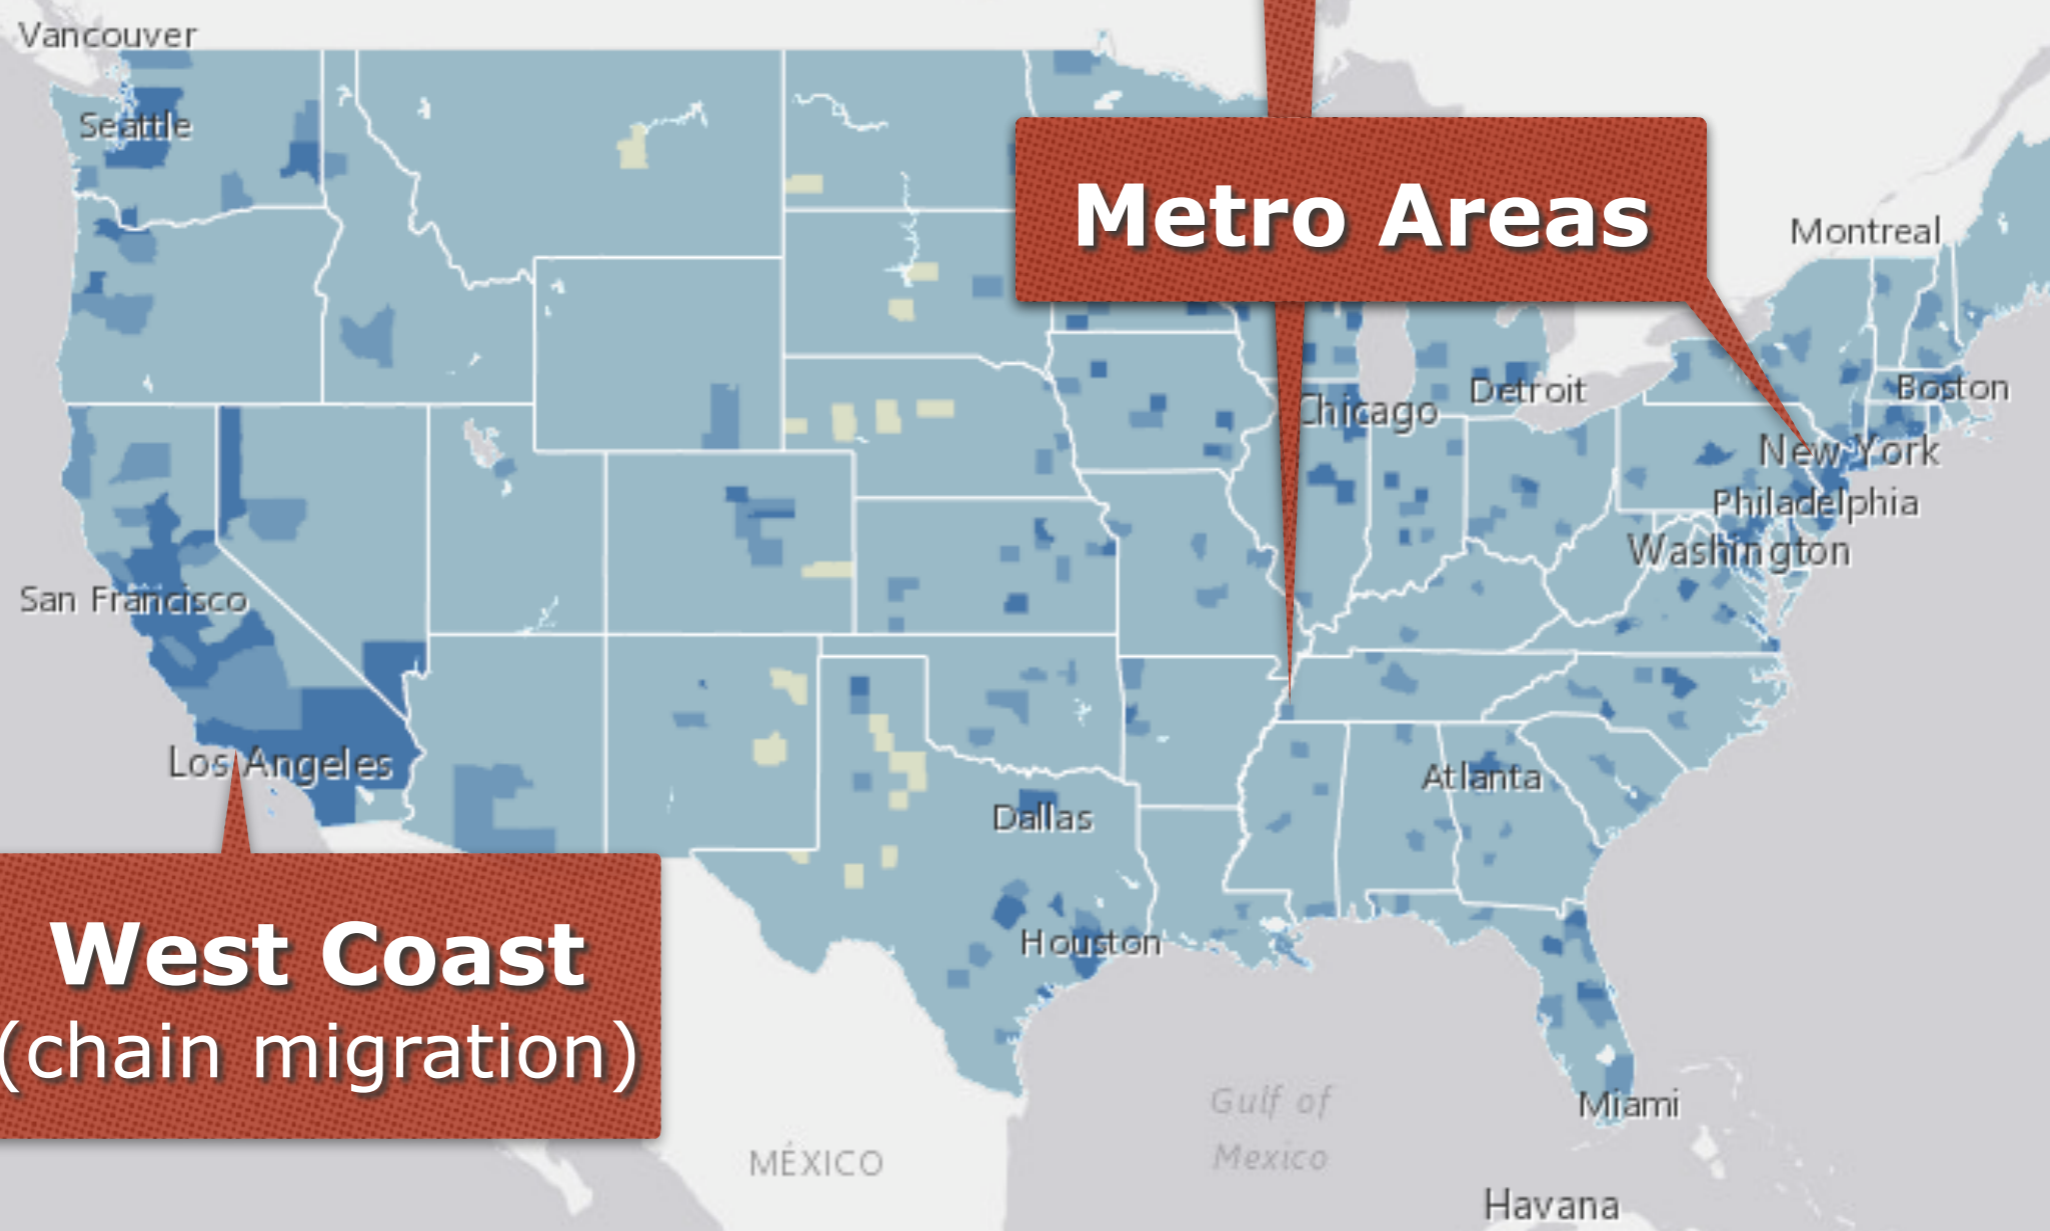 Vancouver
Seattle
Metro Areas
Montreal
Detroit
Boston
Chicago
New York
Philadelphia
Washington
San Francisco
Los Angeles
Atlanta
Dallas
West Coast
(chain migration)
Houston
Miami
Gulf of
Mexico
MÉXICO
Havana